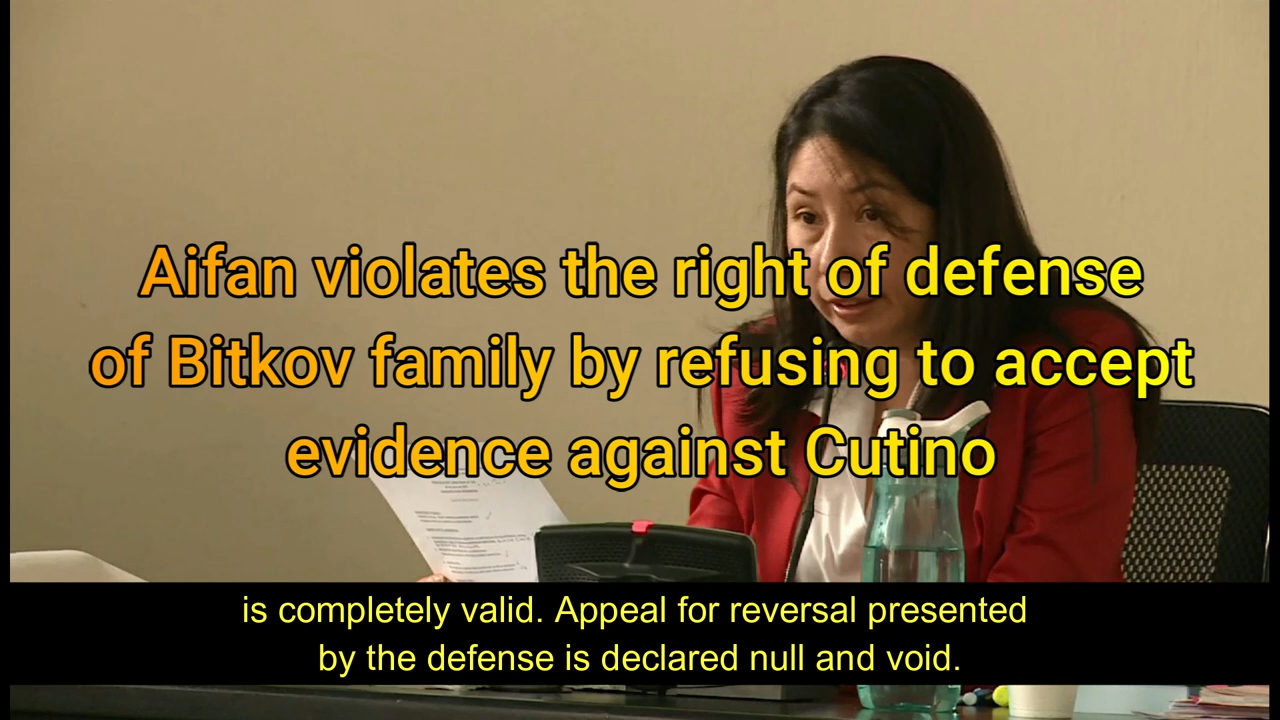 Aifan violates the right of defense
of Bitkov family by refusing to accept
evidence against Cutino
is completely valid. Appeal for reversal presented
by the defense is declared null and void.